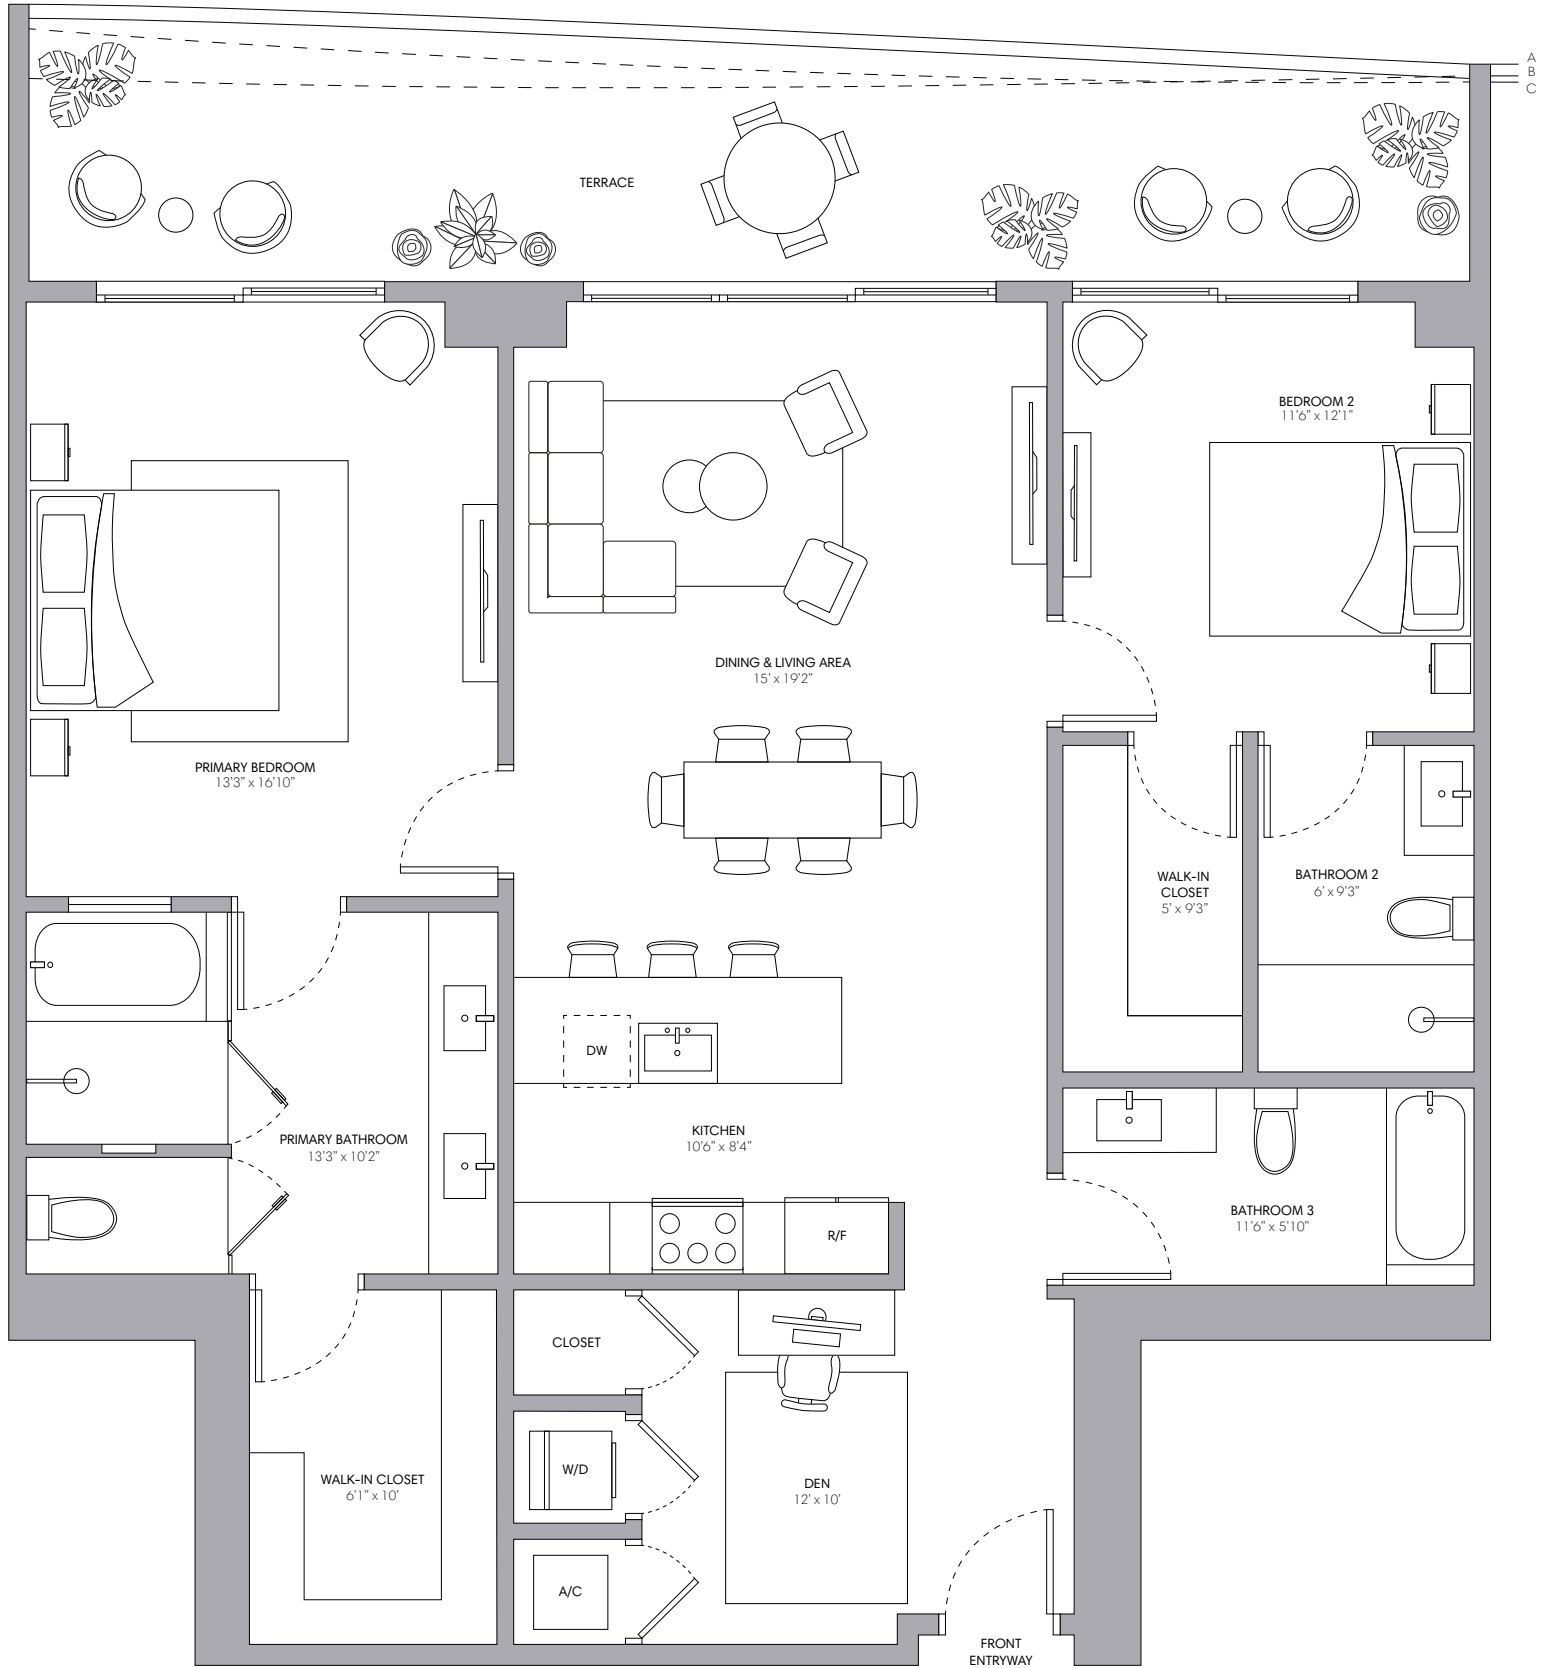 A
B
C
TERRACE
BEDROOM 2
11'6" x 12'1"
DINING & LIVING AREA
15' x 19'2"
PRIMARY BEDROOM
13'3" x 16'10"
WALK-IN
CLOSET
5' x 9'3"
BATHROOM 2
6' x 9'3"
DW
KITCHEN
10'6" x 8'4"
PRIMARY BATHROOM
13'3" x 10'2"
BATHROOM 3
11'6" x 5'10"
R/F
CLOSET
W/D
WALK-IN CLOSET
6'1" x 10'
DEN
12' x 10'
A/C
FRONT
ENTRYWAY